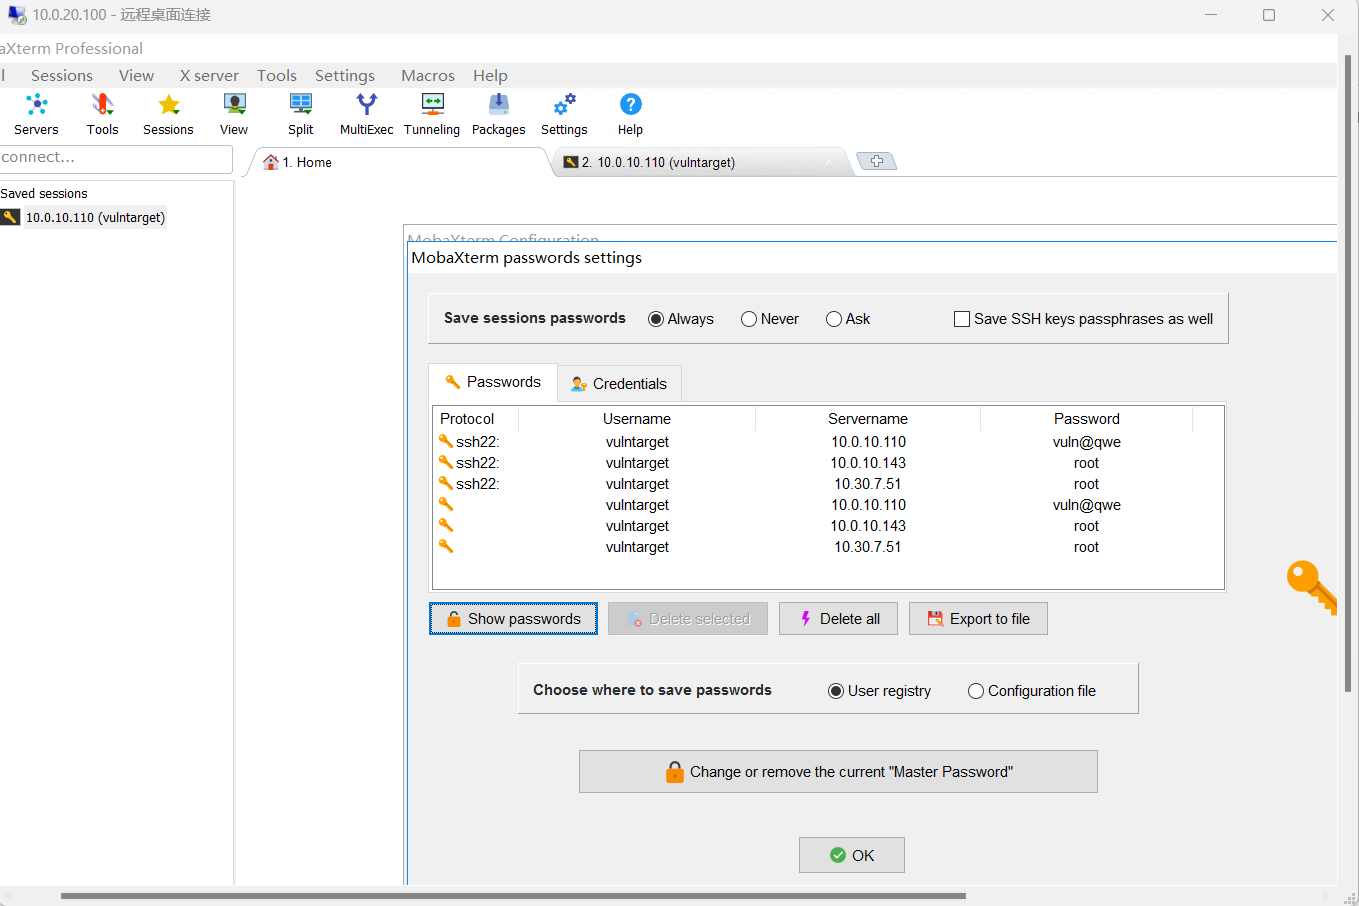 10.0.20.100 - 远程桌面连接
aXterm Professional
l Sessions View X server Tools Settings Macros Help
Servers Tools Sessions View Split MultiExec Tunneling Packages Settings Help
connect...
1. Home
2. 10.0.10.110 (vulntarget)
Saved sessions
10.0.10.110 (vulntarget)
MobaXterm Configuration
MobaXterm passwords settings
Save sessions passwords Always Never Ask Save SSH keys passphrases as well
Passwords Credentials
Protocol Username Servername Password
ssh22: vulntarget 10.0.10.110 vuln@qwe
ssh22: vulntarget 10.0.10.143 root
ssh22: vulntarget 10.30.7.51 root
vulntarget 10.0.10.110 vuln@qwe
vulntarget 10.0.10.143 root
vulntarget 10.30.7.51 root
Show passwords Delete selected Delete all Export to file
Choose where to save passwords User registry Configuration file
Change or remove the current "Master Password"
OK